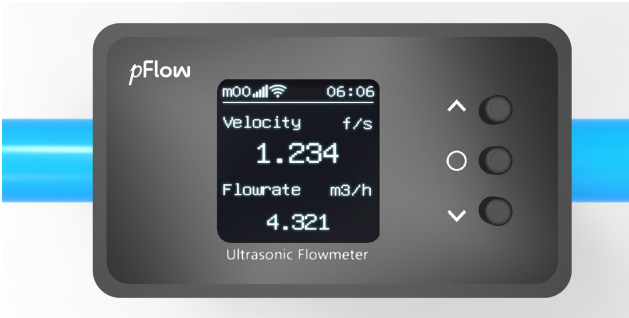 pFlow
m00 06:06
Velocity f/s
1.234
Flowrate m3/h
4.321
Ultrasonic Flowmeter